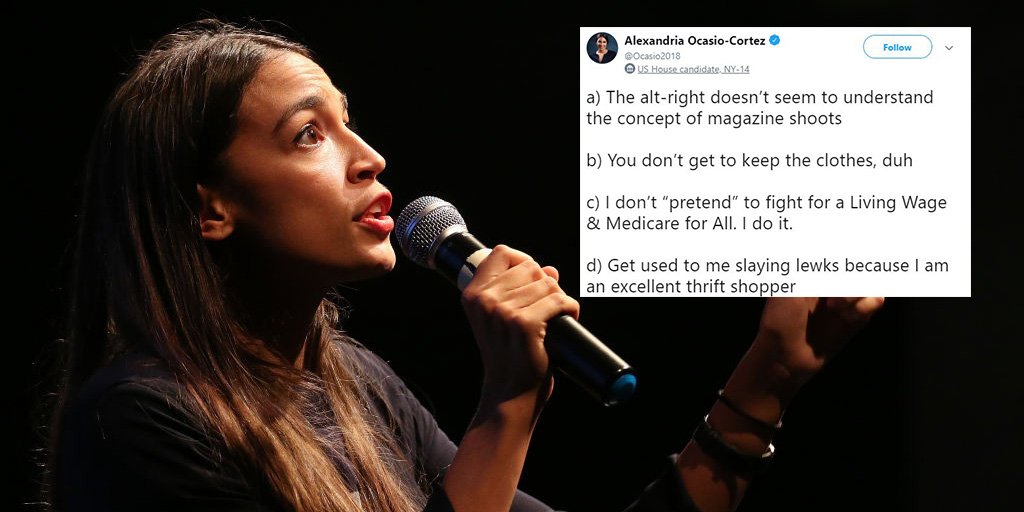 Alexandria Ocasio-Cortez
@Ocasio2018
US House candidate, NY-14
Follow
a) The alt-right doesn’t seem to understand
the concept of magazine shoots
b) You don’t get to keep the clothes, duh
c) I don’t “pretend” to fight for a Living Wage
& Medicare for All. I do it.
d) Get used to me slaying lewks because I am
an excellent thrift shopper